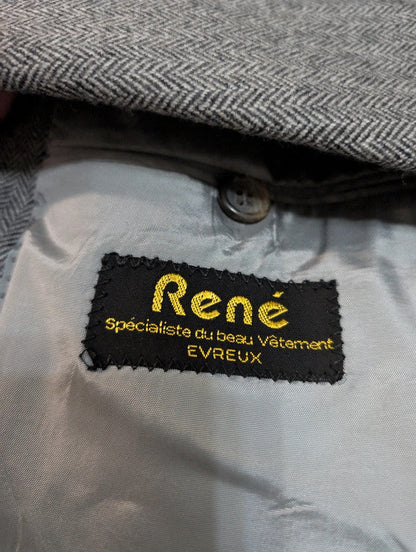 René
Spécialiste du beau Vêtement
EVREUX